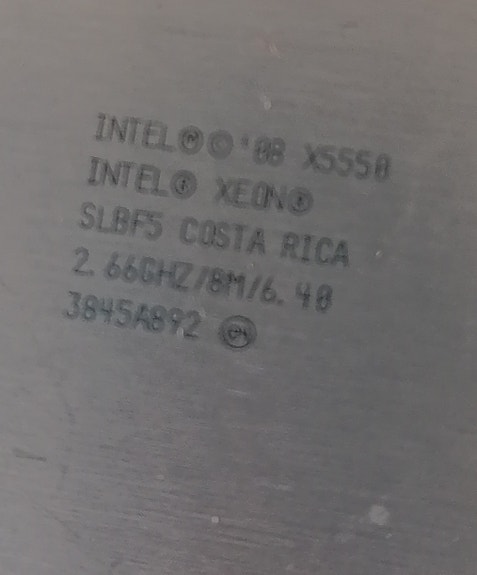 INTEL Ⓜ © '08 X5550
INTEL® XEON®
SLBF5 COSTA RICA
2.66GHZ/8M/6.40
3845A892 ⓔ4